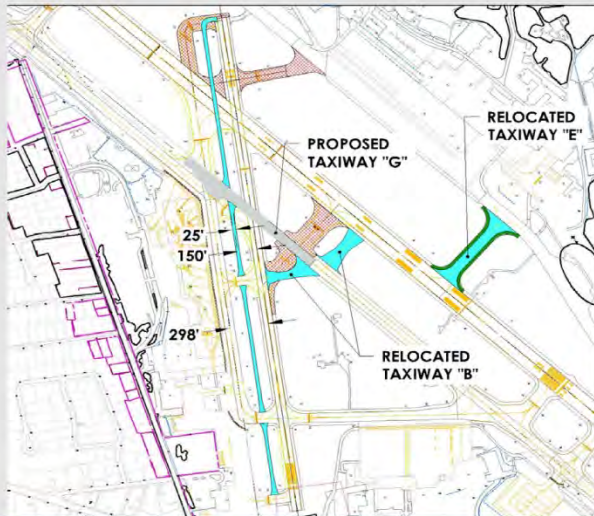 RELOCATED
TAXIWAY "E"
PROPOSED
TAXIWAY "G"
25'
150'
298'
RELOCATED
TAXIWAY "B"